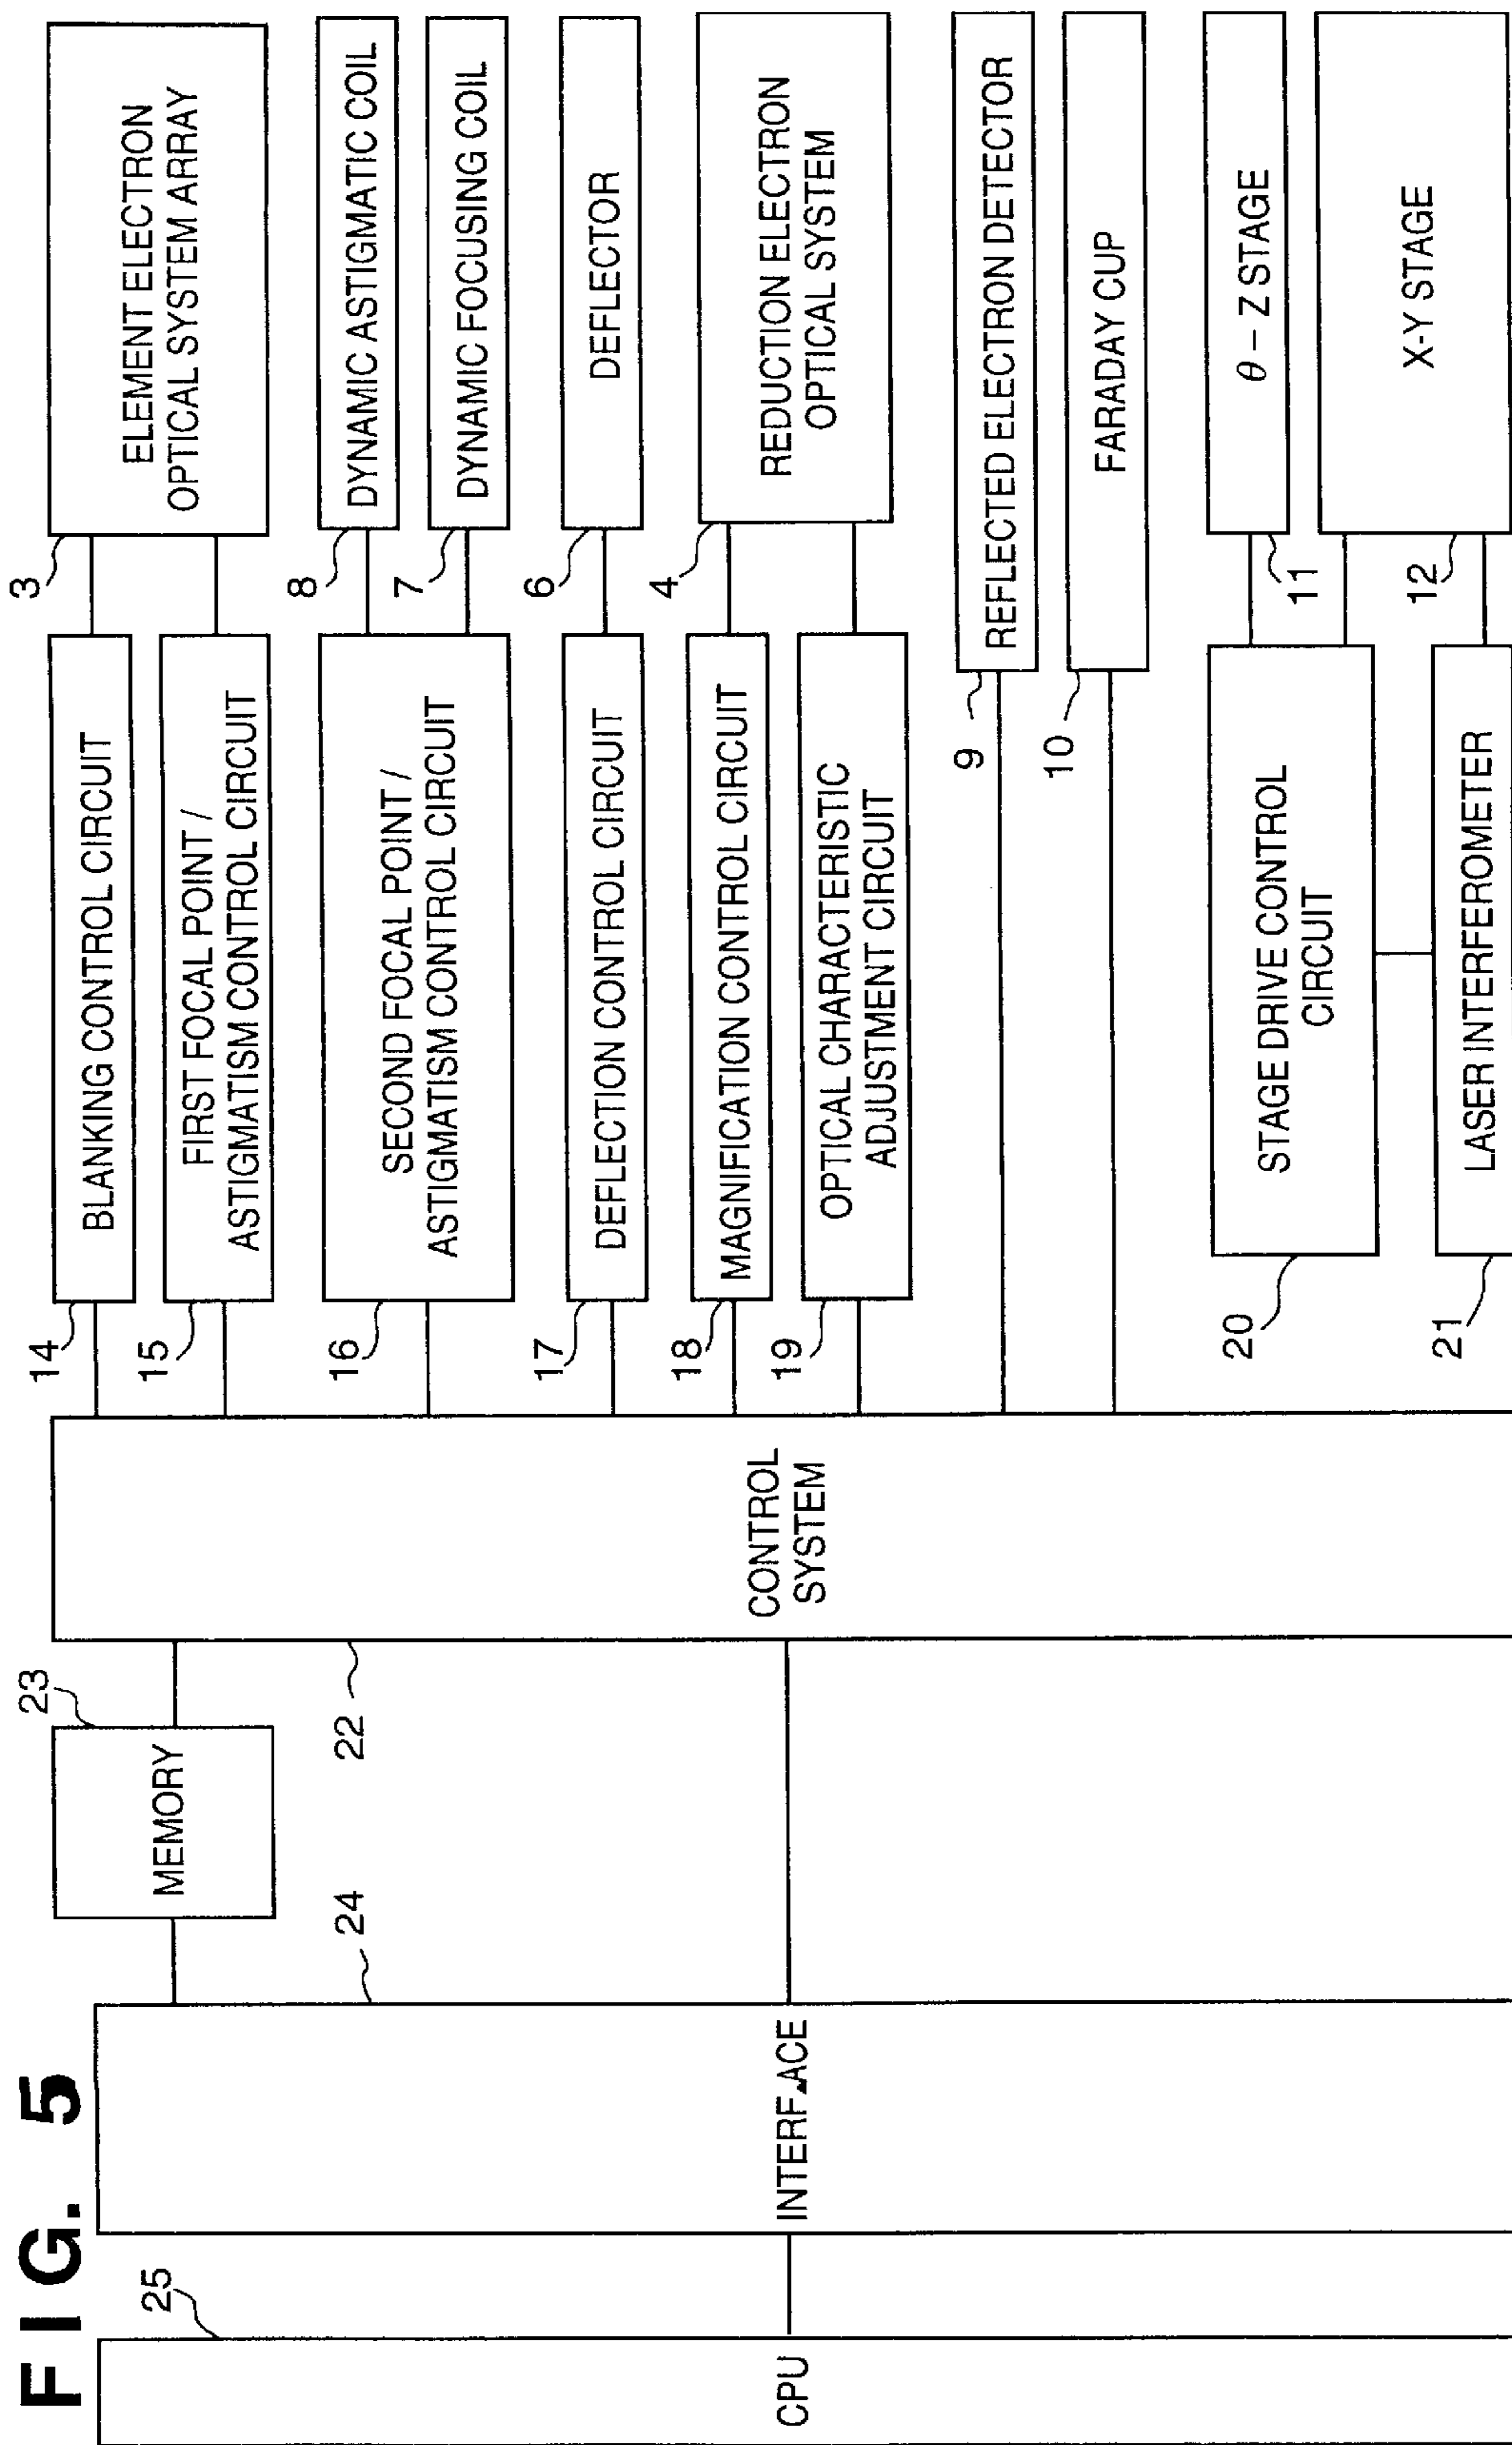 FIG. 5
25
CPU
24
INTERFACE
23
MEMORY
22
CONTROL
SYSTEM
14
BLANKING CONTROL CIRCUIT
15
FIRST FOCAL POINT /
ASTIGMATISM CONTROL CIRCUIT
16
SECOND FOCAL POINT /
ASTIGMATISM CONTROL CIRCUIT
17
DEFLECTION CONTROL CIRCUIT
18
MAGNIFICATION CONTROL CIRCUIT
19
OPTICAL CHARACTERISTIC
ADJUSTMENT CIRCUIT
20
STAGE DRIVE CONTROL
CIRCUIT
21
LASER INTERFEROMETER
3
ELEMENT ELECTRON
OPTICAL SYSTEM ARRAY
8
DYNAMIC ASTIGMATIC COIL
7
DYNAMIC FOCUSING COIL
6
DEFLECTOR
4
REDUCTION ELECTRON
OPTICAL SYSTEM
9
REFLECTED ELECTRON DETECTOR
10
FARADAY CUP
11
θ – Z STAGE
12
X-Y STAGE